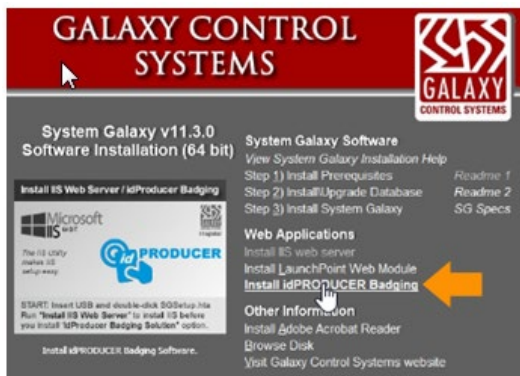 GALAXY CONTROL
SYSTEMS
GALAXY
CONTROL SYSTEMS
System Galaxy v11.3.0
Software Installation (64 bit)
Install IIS Web Server / idProducer Badging
Microsoft
The IIS Utility
makes IIS
setup easy
id PRODUCER
START: Insert USB and double-click SGSetup.hta
Run "Install IIS Web Server" to install IIS before
you install 'idProducer Badging Solution" option.
Install idPRODUCER Badging Software.
System Galaxy Software
View System Galaxy Installation Help
Step 1) Install Prerequisites Readme 1
Step 2) Install\Upgrade Database Readme 2
Step 3) Install System Galaxy SG Specs
Web Applications
Install IIS web server
Install LaunchPoint Web Module
Install idPRODUCER Badging
Other Information
Install Adobe Acrobat Reader
Browse Disk
Visit Galaxy Control Systems website